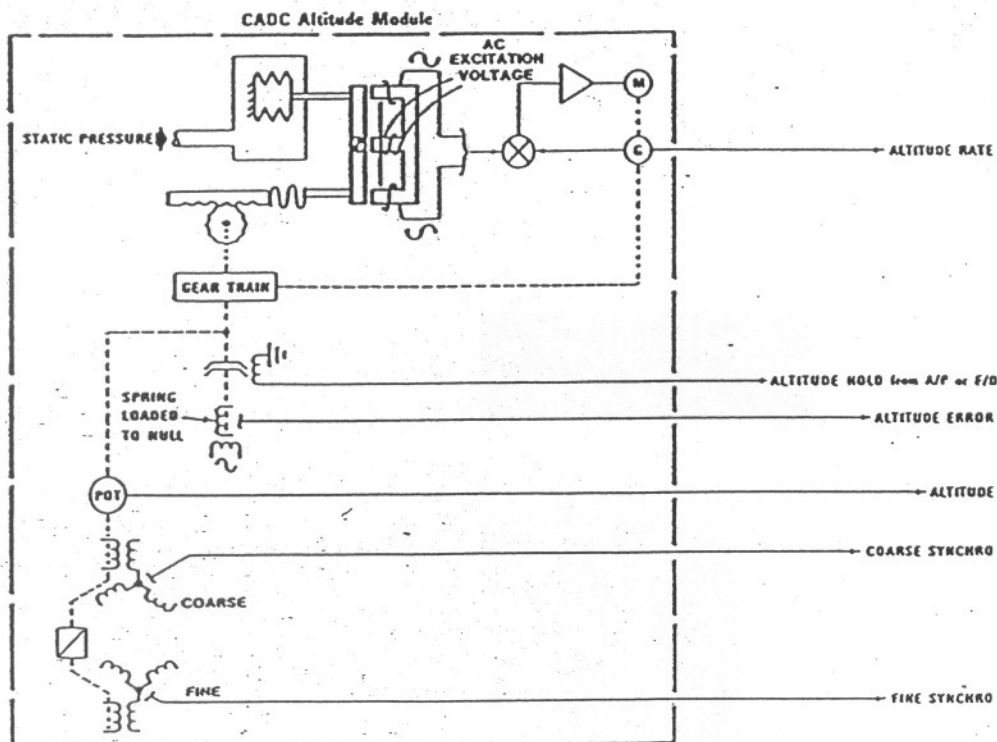 CADC Altitude Module
AC
EXCITATION
VOLTAGE
M
STATIC PRESSURE
G
ALTITUDE RATE
GEAR TRAIN
ALTITUDE HOLD from A/P or F/D
SPRING
LOADED
TO NULL
ALTITUDE ERROR
POT
ALTITUDE
COARSE SYNCHRO
COARSE
FINE
FINE SYNCHRO